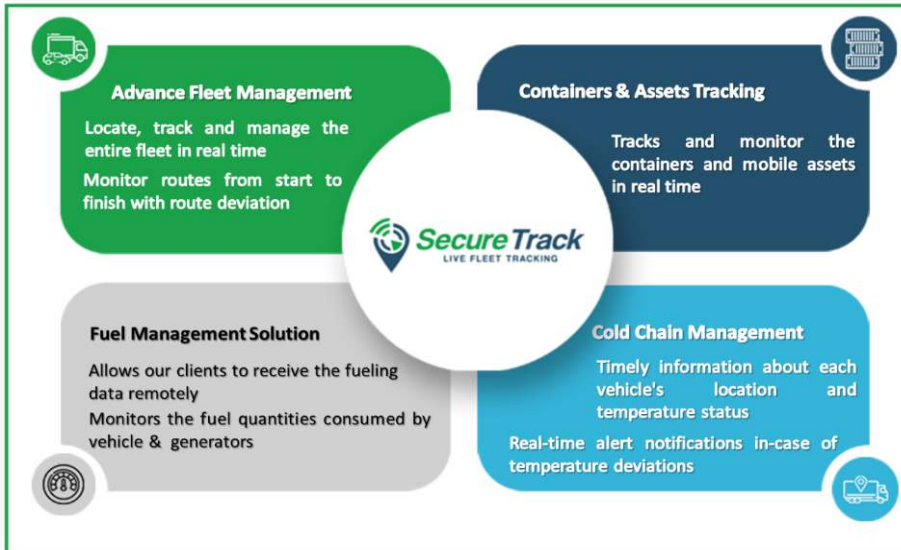 Advance Fleet Management
Locate, track and manage the
entire fleet in real time
Monitor routes from start to
finish with route deviation
Containers & Assets Tracking
Tracks and monitor the
containers and mobile assets
in real time
SecureTrack
LIVE FLEET TRACKING
Fuel Management Solution
Allows our clients to receive the fueling
data remotely
Monitors the fuel quantities consumed by
vehicle & generators
Cold Chain Management
Timely information about each
vehicle's location and
temperature status
Real-time alert notifications in-case of
temperature deviations